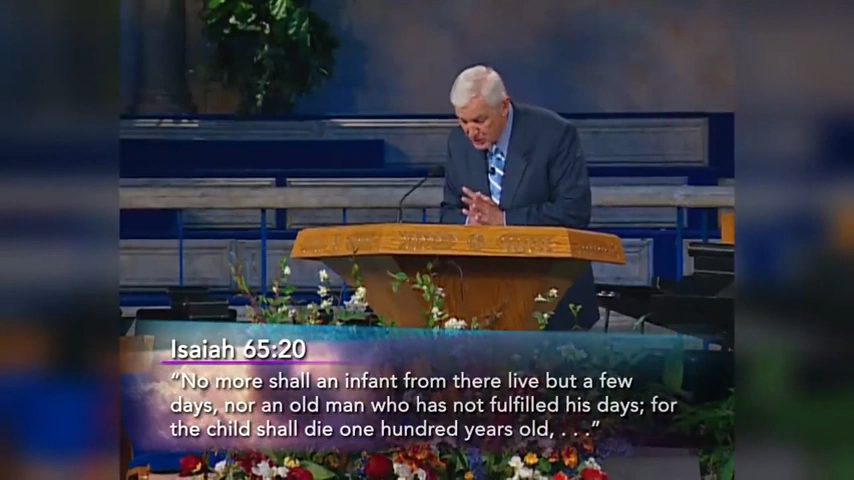 Isaiah 65:20
“No more shall an infant from there live but a few
days, nor an old man who has not fulfilled his days; for
the child shall die one hundred years old, . . .”